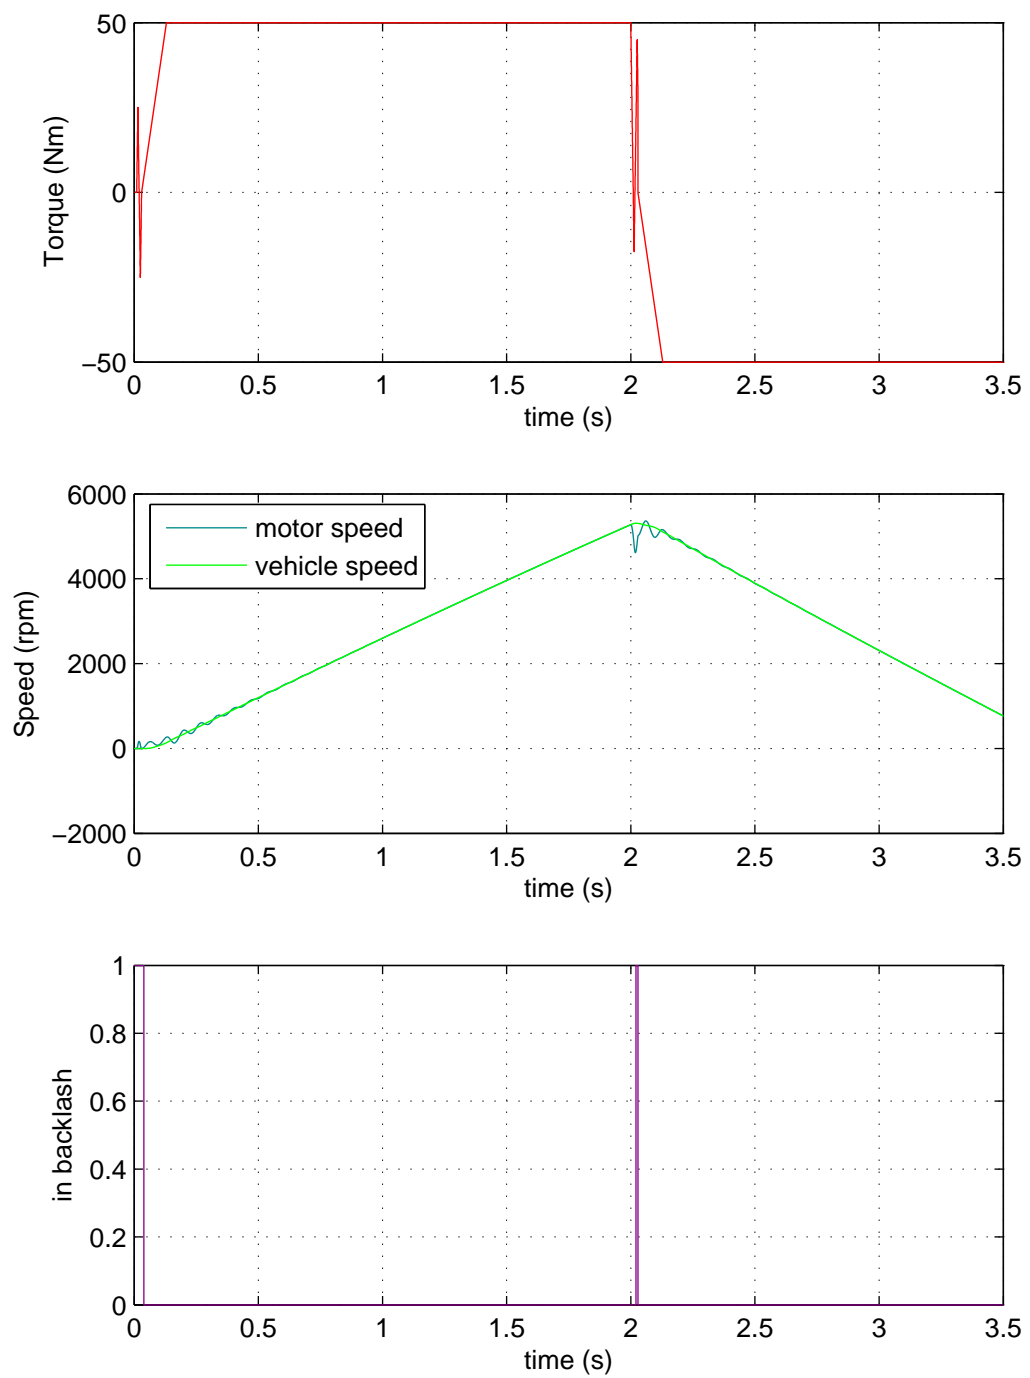 50
0
−50
Torque (Nm)
0 0.5 1 1.5 2 2.5 3 3.5
time (s)
6000
4000
2000
0
−2000
Speed (rpm)
motor speed
vehicle speed
0 0.5 1 1.5 2 2.5 3 3.5
time (s)
1
0.8
0.6
0.4
0.2
0
in backlash
0 0.5 1 1.5 2 2.5 3 3.5
time (s)